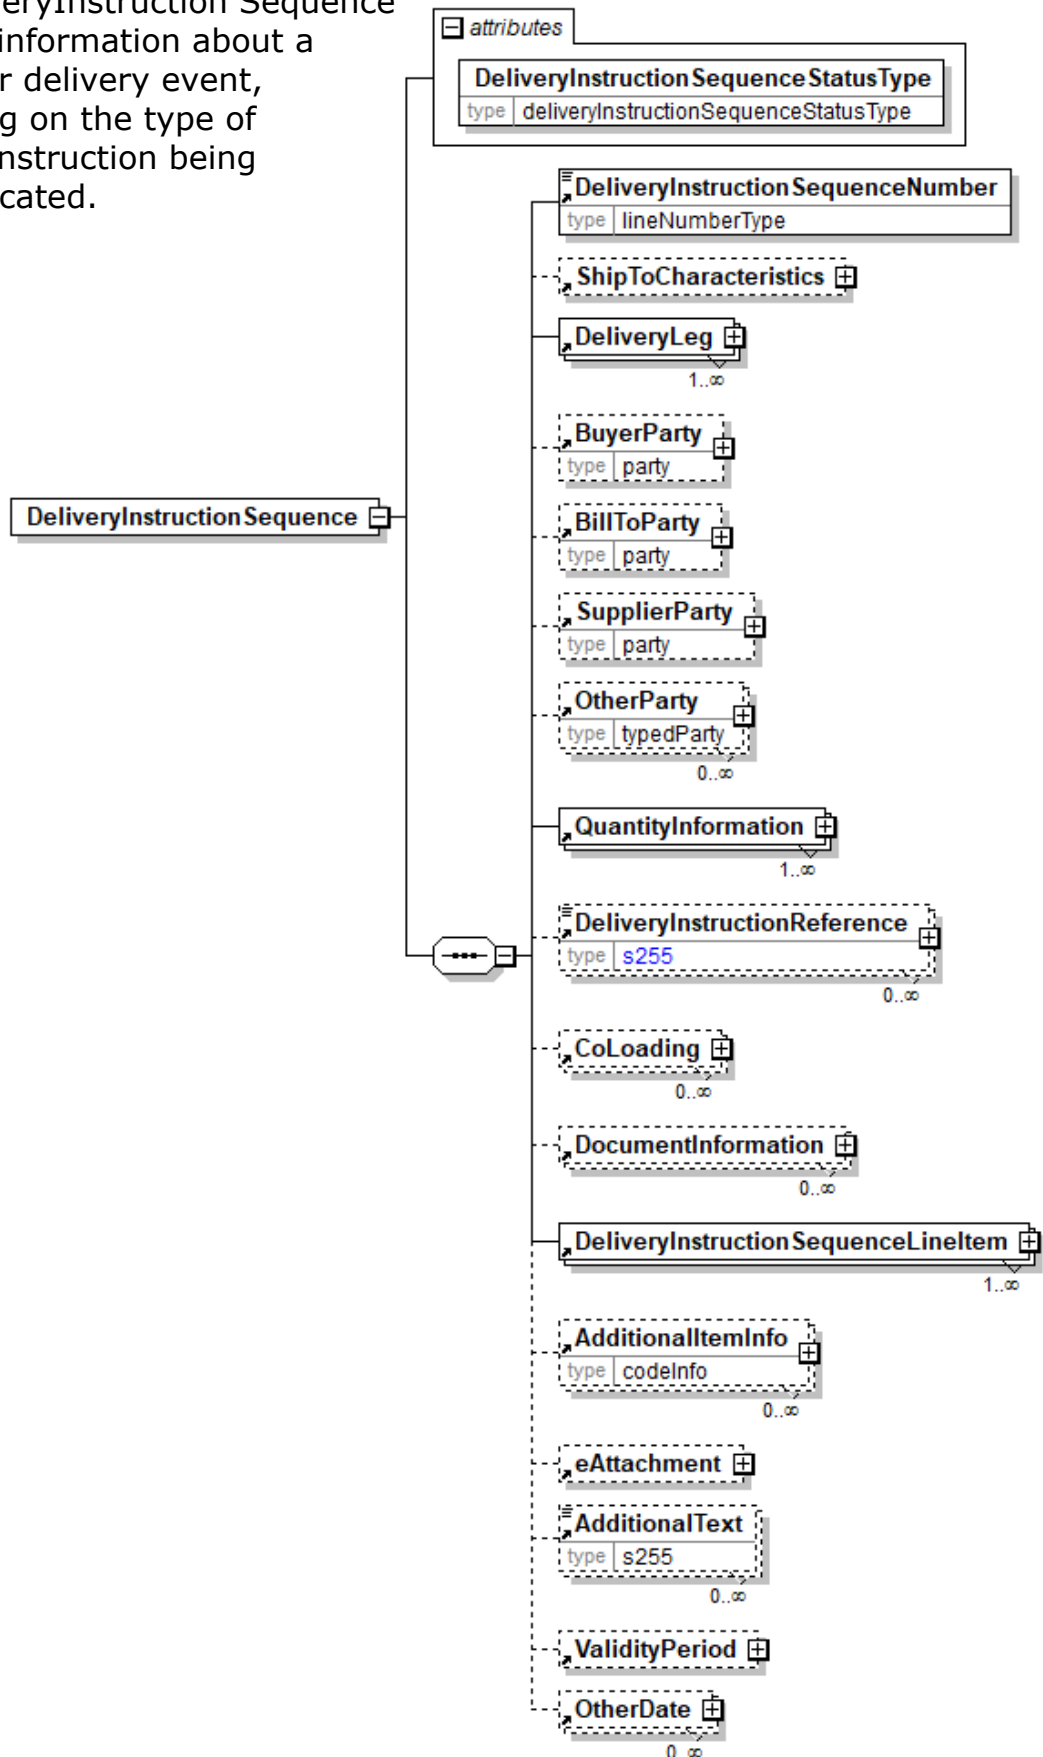 eryInstruction Sequence
information about a
r delivery event,
g on the type of
nstruction being
cated.
attributes
DeliveryInstructionSequenceStatusType
type deliveryInstructionSequenceStatusType
DeliveryInstructionSequenceNumber
type lineNumberType
ShipToCharacteristics
DeliveryLeg
1..∞
BuyerParty
type party
DeliveryInstructionSequence
BillToParty
type party
SupplierParty
type party
OtherParty
type typedParty
0..∞
QuantityInformation
1..∞
DeliveryInstructionReference
type s255
0..∞
CoLoading
0..∞
DocumentInformation
0..∞
DeliveryInstructionSequenceLineItem
1..∞
AdditionalItemInfo
type codeInfo
0..∞
eAttachment
AdditionalText
type s255
0..∞
ValidityPeriod
OtherDate
0..∞